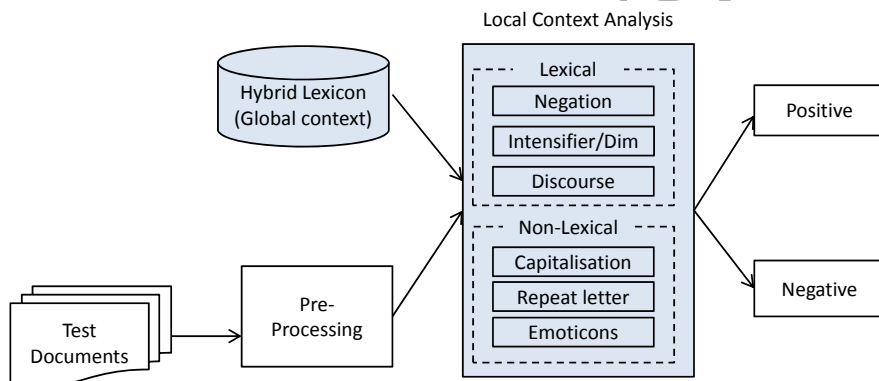 Local Context Analysis
Hybrid Lexicon
(Global context)
Lexical
Negation
Intensifier/Dim
Discourse
Non-Lexical
Capitalisation
Repeat letter
Emoticons
Test
Documents
Pre-
Processing
Positive
Negative